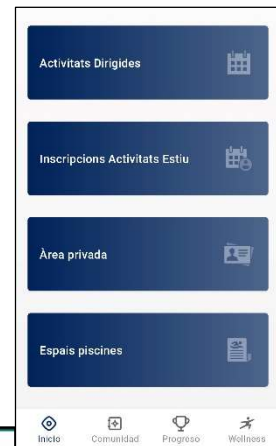 Activitats Dirigides
Inscripcions Activitats Estiu
Àrea privada
Espais piscines
Inicio
Comunidad
Progreso
Wellness